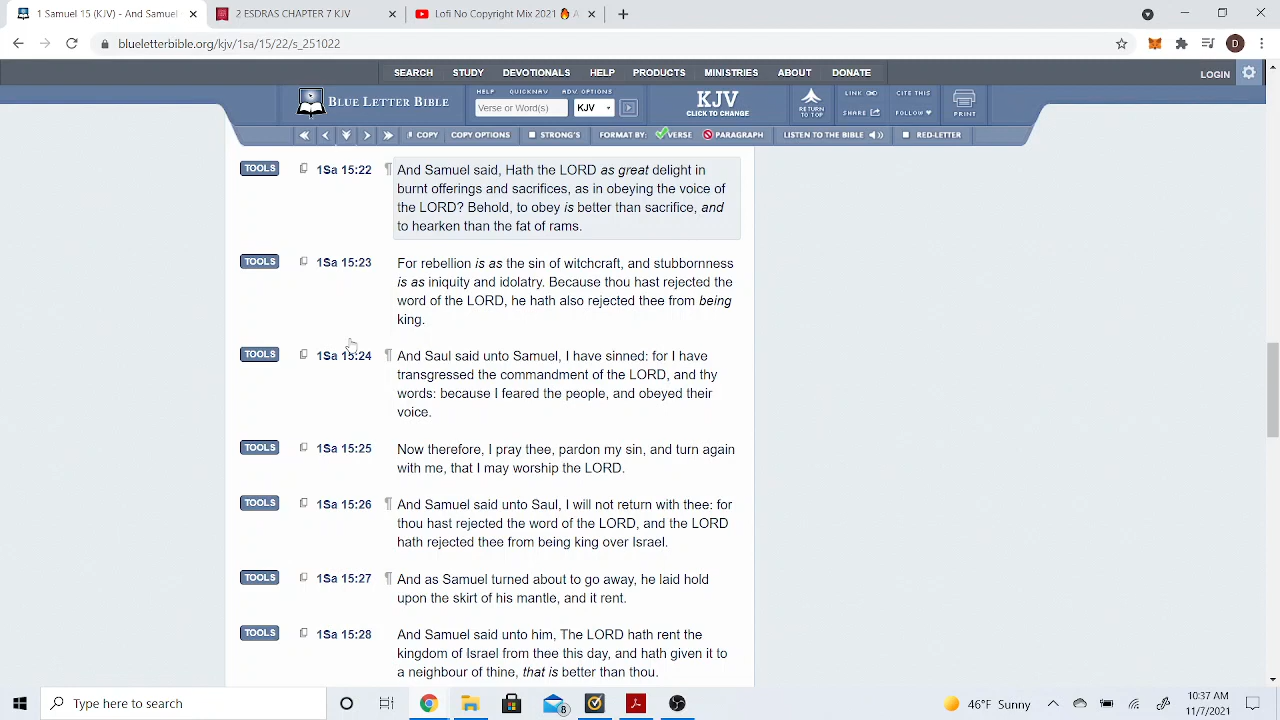 1 Samuel 15 (KJV) - And Samuel
2 ESDRAS CHAPTER 7 KJV
Lofi No Copyright Mix 2021 🔥 A
blueletterbible.org/kjv/1sa/15/22/s_251022
D
SEARCH STUDY DEVOTIONALS HELP PRODUCTS MINISTRIES ABOUT DONATE
LOGIN
BLUE LETTER BIBLE
HELP QUICKNAV ADV. OPTIONS
Verse or Word(s) KJV
KJV
CLICK TO CHANGE
RETURN
TO TOP
LINK CITE THIS
SHARE FOLLOW
PRINT
COPY COPY OPTIONS STRONG'S FORMAT BY: VERSE PARAGRAPH LISTEN TO THE BIBLE RED-LETTER
TOOLS 1Sa 15:22 ¶ And Samuel said, Hath the LORD as great delight in
burnt offerings and sacrifices, as in obeying the voice of
the LORD? Behold, to obey is better than sacrifice, and
to hearken than the fat of rams.
TOOLS 1Sa 15:23 For rebellion is as the sin of witchcraft, and stubbornness
is as iniquity and idolatry. Because thou hast rejected the
word of the LORD, he hath also rejected thee from being
king.
TOOLS 1Sa 15:24 ¶ And Saul said unto Samuel, I have sinned: for I have
transgressed the commandment of the LORD, and thy
words: because I feared the people, and obeyed their
voice.
TOOLS 1Sa 15:25 Now therefore, I pray thee, pardon my sin, and turn again
with me, that I may worship the LORD.
TOOLS 1Sa 15:26 ¶ And Samuel said unto Saul, I will not return with thee: for
thou hast rejected the word of the LORD, and the LORD
hath rejected thee from being king over Israel.
TOOLS 1Sa 15:27 ¶ And as Samuel turned about to go away, he laid hold
upon the skirt of his mantle, and it rent.
TOOLS 1Sa 15:28 And Samuel said unto him, The LORD hath rent the
kingdom of Israel from thee this day, and hath given it to
a neighbour of thine, that is better than thou.
Type here to search
8
46°F Sunny
10:37 AM
11/7/2021